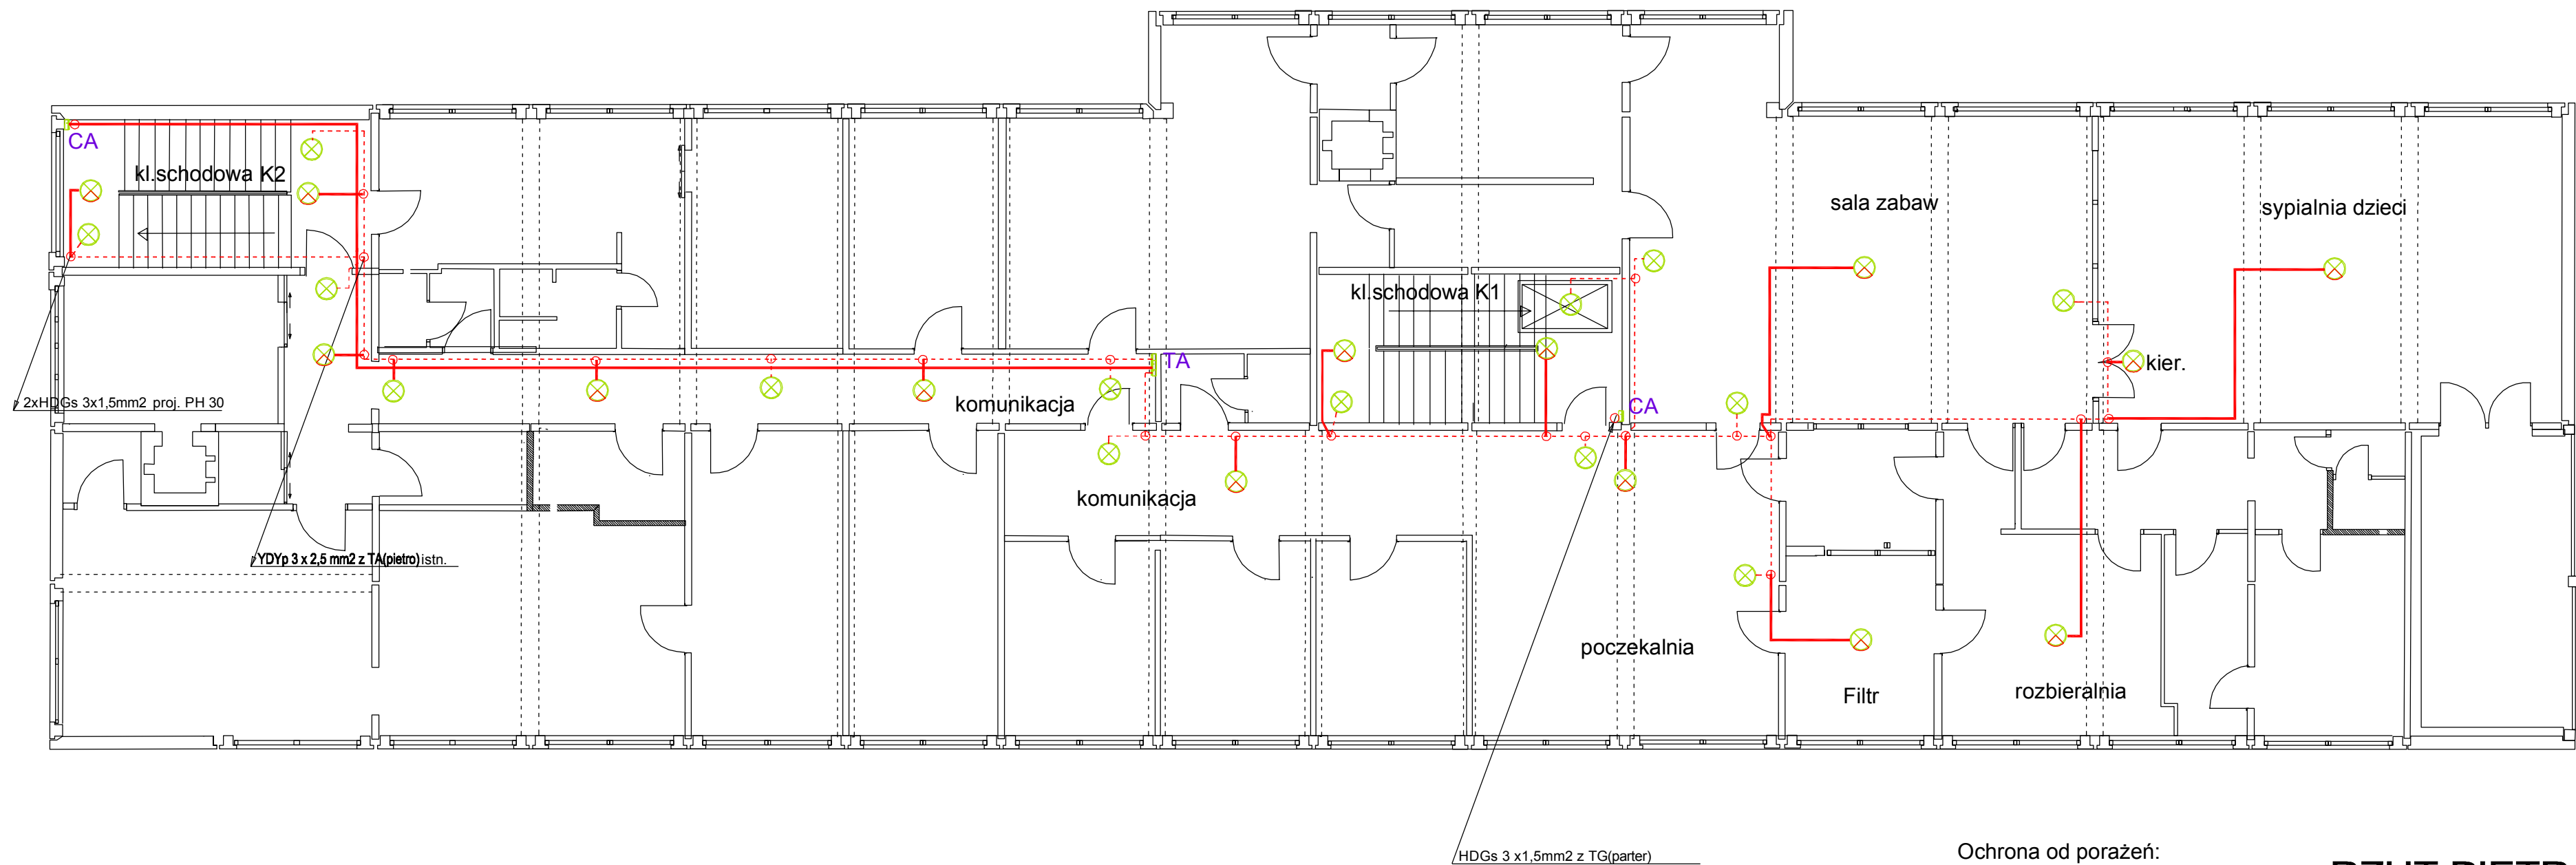 CA
kl.schodowa K2
sala zabaw
sypialnia dzieci
kl.schodowa K1
TA
kier.
2xHDGs 3x1,5mm2 proj. PH 30
komunikacja
CA
komunikacja
YDYp 3 x 2,5 mm2 z TA(pietro) istn.
poczekalnia
Filtr
rozbieralnia
HDGs 3 x1,5mm2 z TG(parter)
Ochrona od porażeń: